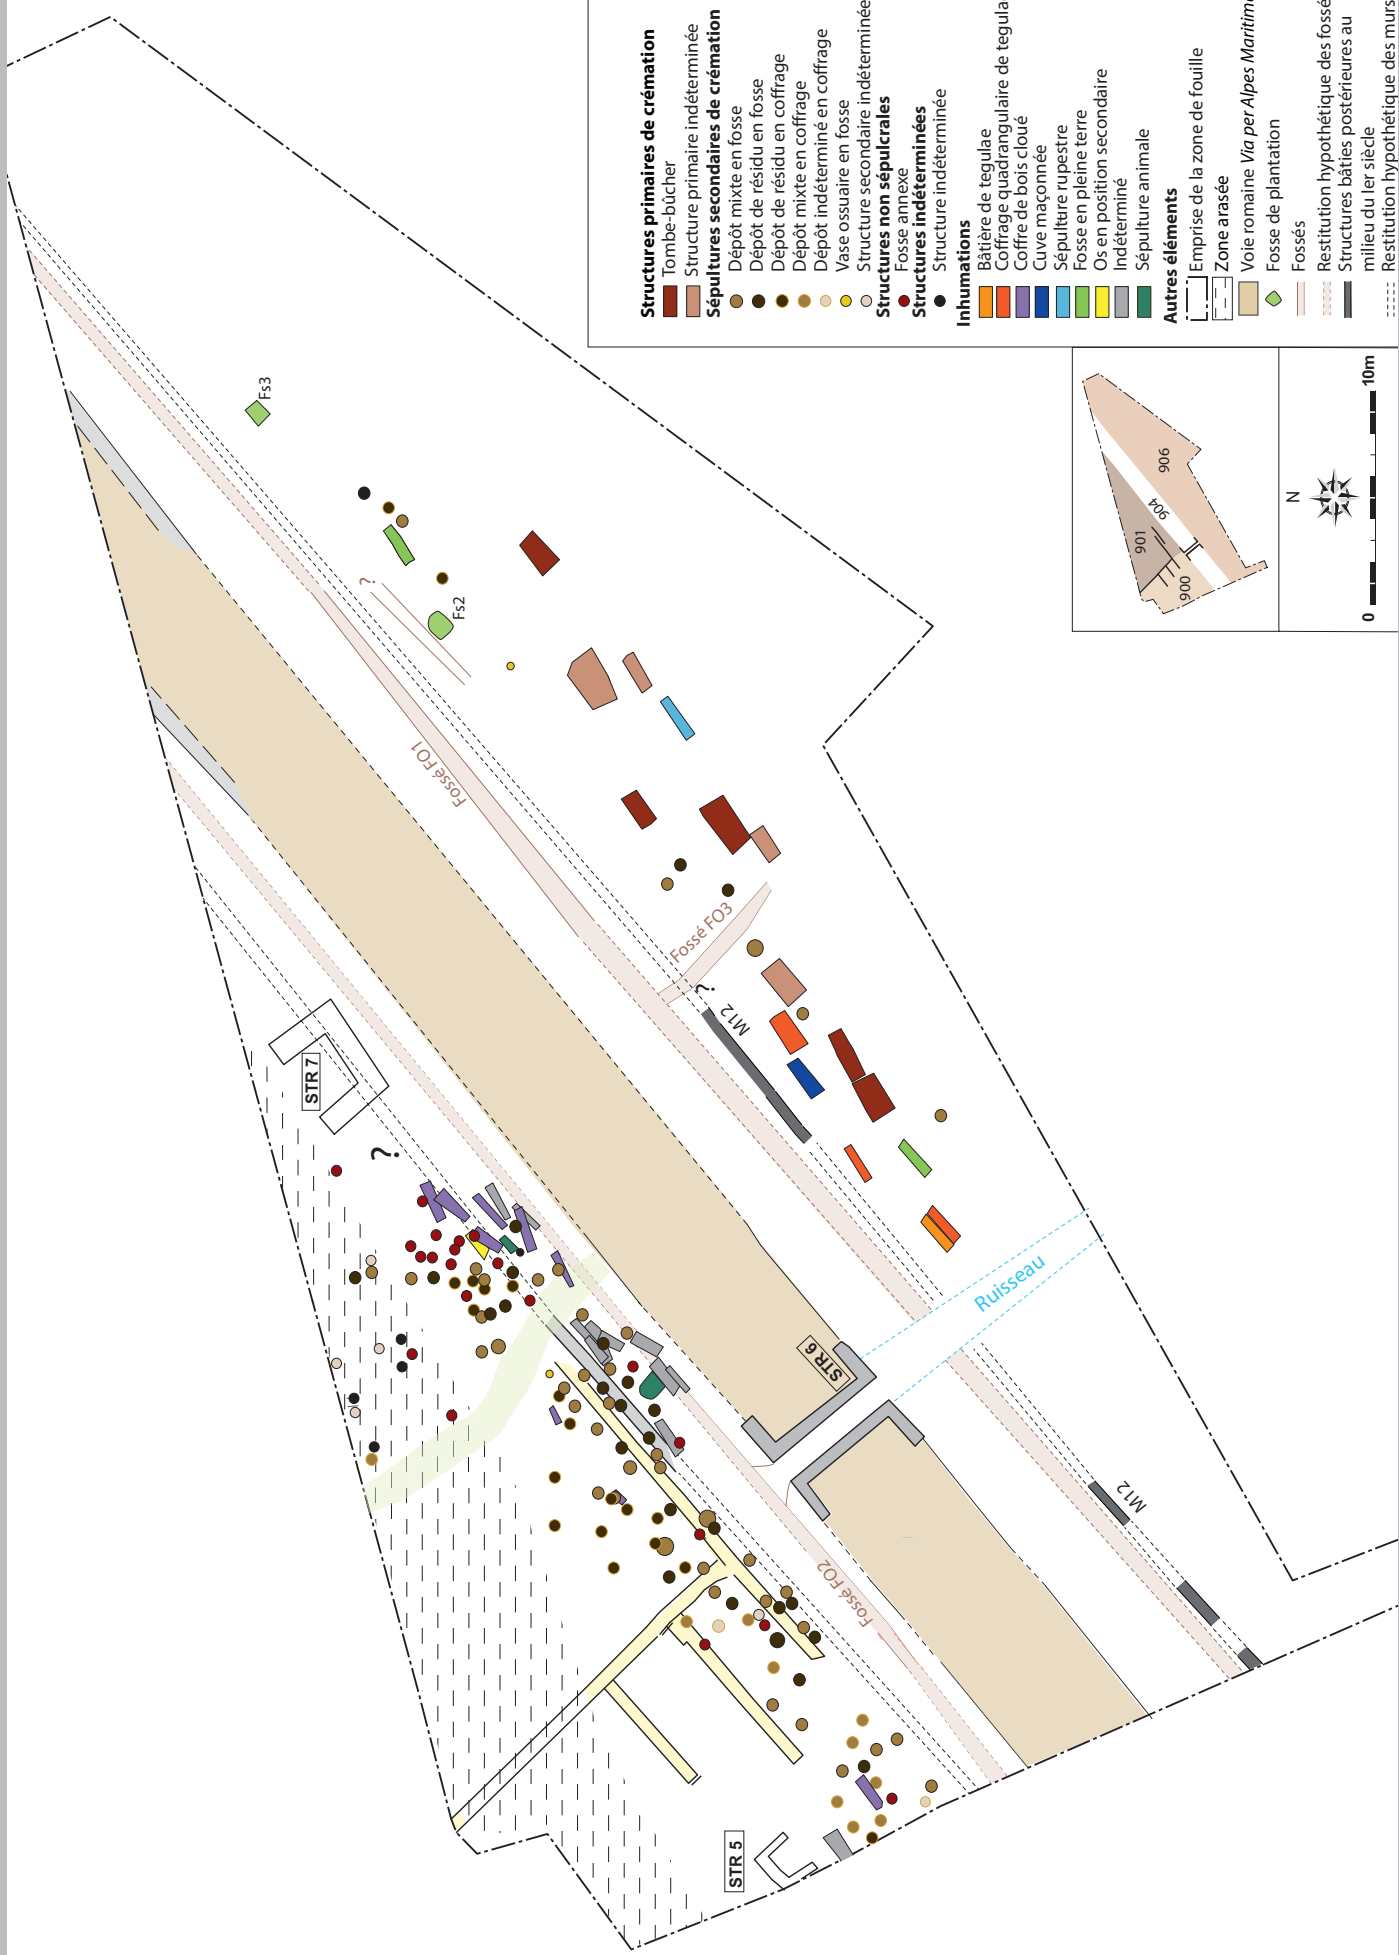 Structures primaires de crémation
Tombe-bûcher
Structure primaire indéterminée
Sépultures secondaires de crémation
Dépôt mixte en fosse
Dépôt de résidu en fosse
Dépôt de résidu en coffrage
Dépôt mixte en coffrage
Dépôt indéterminé en coffrage
Vase ossuaire en fosse
Structure secondaire indéterminée
Structures non sépulcrales
Fosse annexe
Structures indéterminées
Structure indéterminée
Inhumations
Bâtière de tegulae
Coffrage quadrangulaire de tegula
Coffre de bois cloué
Cuve maçonnée
Sépulture rupestre
Fosse en pleine terre
Os en position secondaire
Indéterminé
Sépulture animale
Autres éléments
Emprise de la zone de fouille
Zone arasée
Voie romaine Via per Alpes Maritim
Fosse de plantation
Fossés
Restitution hypothétique des fossé
Structures bâties postérieures au
milieu du Ier siècle
Restitution hypothétique des murs
901
904
906
900
N
0
10m
Fs3
Fs2
?
Fossé FO1
Fossé FO3
?
M12
STR 7
?
STR 6
Ruisseau
Fossé FO2
M12
STR 5